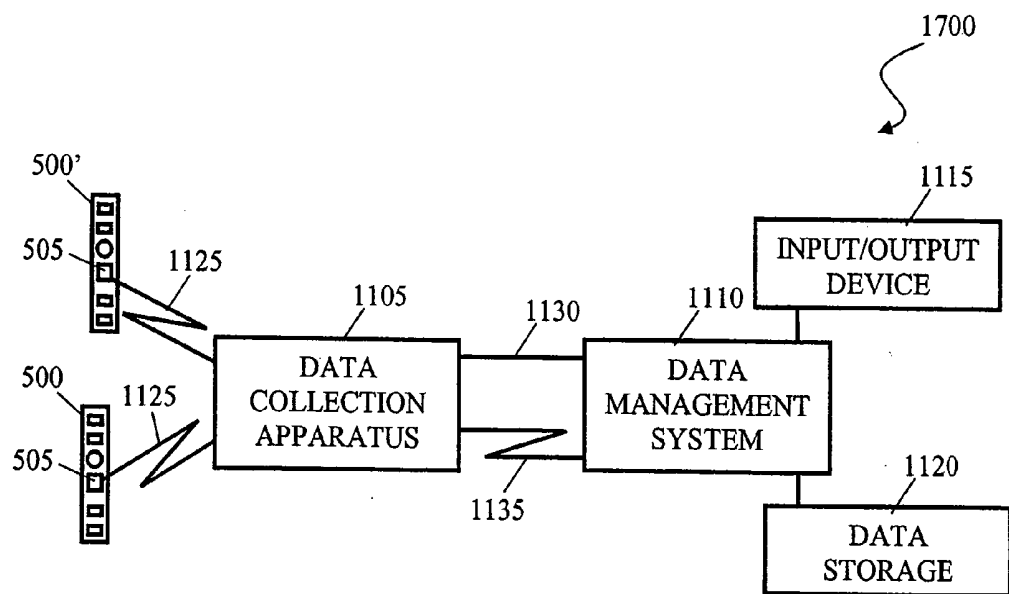 1700
500’
1115
505
1125
INPUT/OUTPUT
DEVICE
1105
1130
1110
DATA
COLLECTION
APPARATUS
DATA
MANAGEMENT
SYSTEM
500
1125
505
1135
1120
DATA
STORAGE